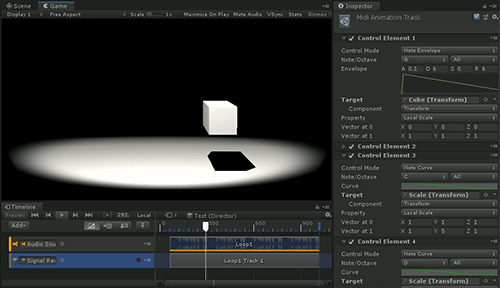 Scene Game
Display 1 Free Aspect Scale 1x Maximize On Play Mute Audio VSync Stats Gizmos
Timeline
Preview 292 Local Test (Director)
Add 0 300 600 900
Audio Sou Loop1
Signal Re Loop1 Track 1
Inspector
Midi Animation Track
Control Element 1
Control Mode Note Envelope
Note/Octave G All
Envelope A 0.1 D 6 S 0 R 6
Target Cube (Transform)
Component Transform
Property Local Scale
Vector at 0 X 1 Y 1 Z 1
Vector at 1 X 0 Y 0 Z 0
Control Element 2
Control Element 3
Control Mode Note Curve
Note/Octave C All
Curve
Target Scale (Transform)
Component Transform
Property Local Scale
Vector at 0 X 1 Y 1 Z 1
Vector at 1 X 1 Y 5 Z 1
Control Element 4
Control Mode Note Curve
Note/Octave D All
Curve
Target Scale (Transform)